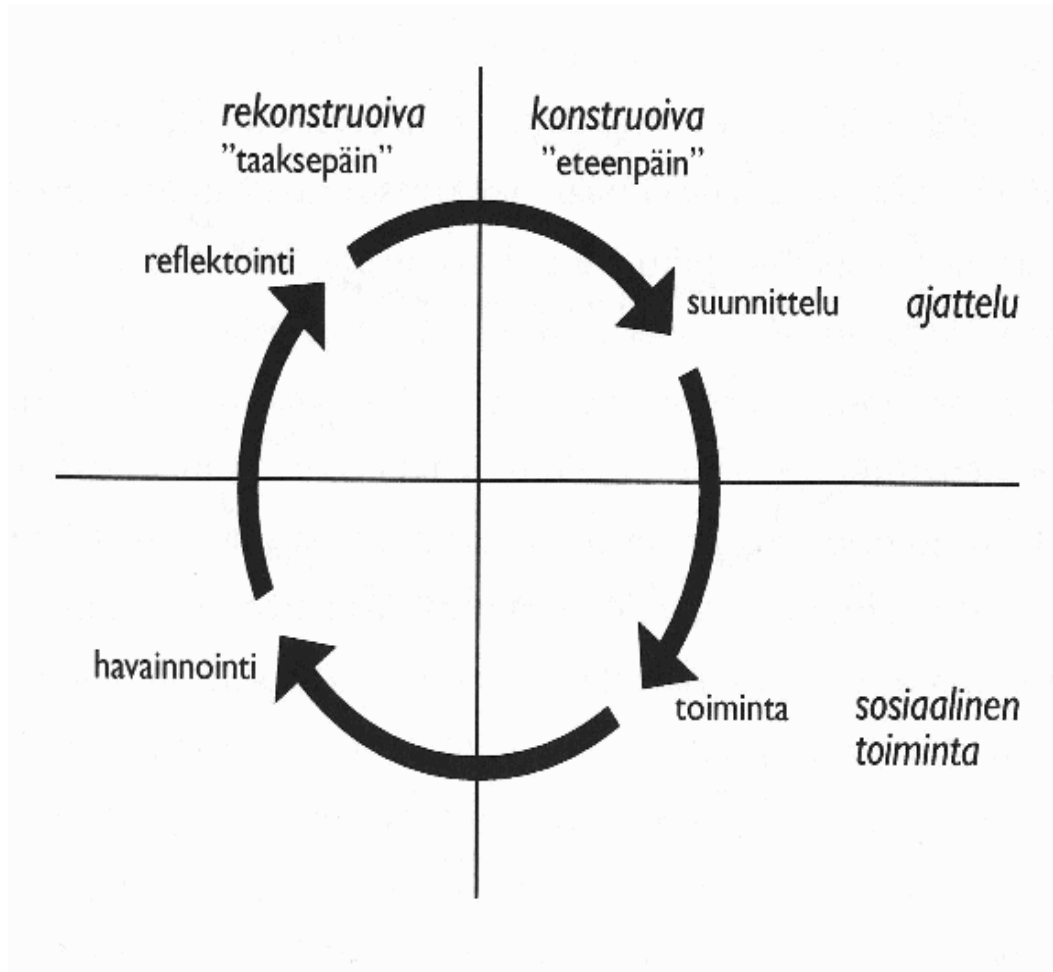 rekonstruoiva
"taaksepäin”
konstruoiva
”eteenpäin”
reflektointi
suunnittelu
ajattelu
havainnointi
toiminta
sosiaalinen
toiminta